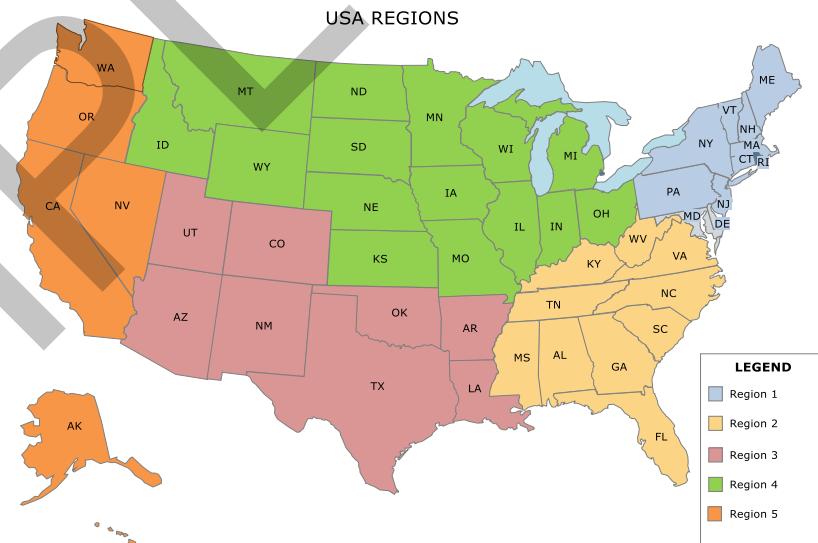 USA REGIONS
WA
MT
ND
MN
ME
OR
ID
SD
WI
MI
VT
NH
NY
MA
CT
RI
WY
IA
PA
NJ
CA
NV
NE
IL
IN
OH
MD
DE
UT
CO
KS
MO
WV
KY
VA
AZ
NM
OK
AR
TN
NC
SC
MS
AL
GA
TX
LA
FL
AK
LEGEND
Region 1
Region 2
Region 3
Region 4
Region 5